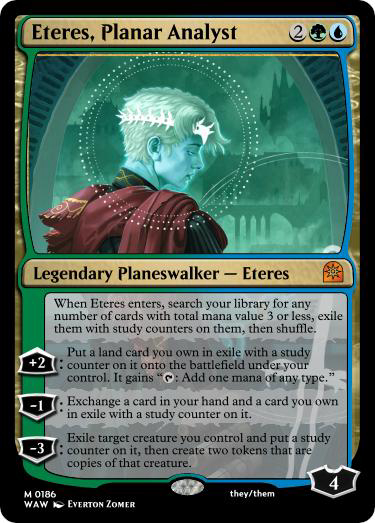 Eteres, Planar Analyst 2
Legendary Planeswalker — Eteres
When Eteres enters, search your library for any
number of cards with total mana value 3 or less, exile
them with study counters on them, then shuffle.
+2: Put a land card you own in exile with a study
counter on it onto the battlefield under your
control. It gains “: Add one mana of any type.”
-1: Exchange a card in your hand and a card you own
in exile with a study counter on it.
-3: Exile target creature you control and put a study
counter on it, then create two tokens that are
copies of that creature.
4
M 0186
they/them
WAW Everton Zomer